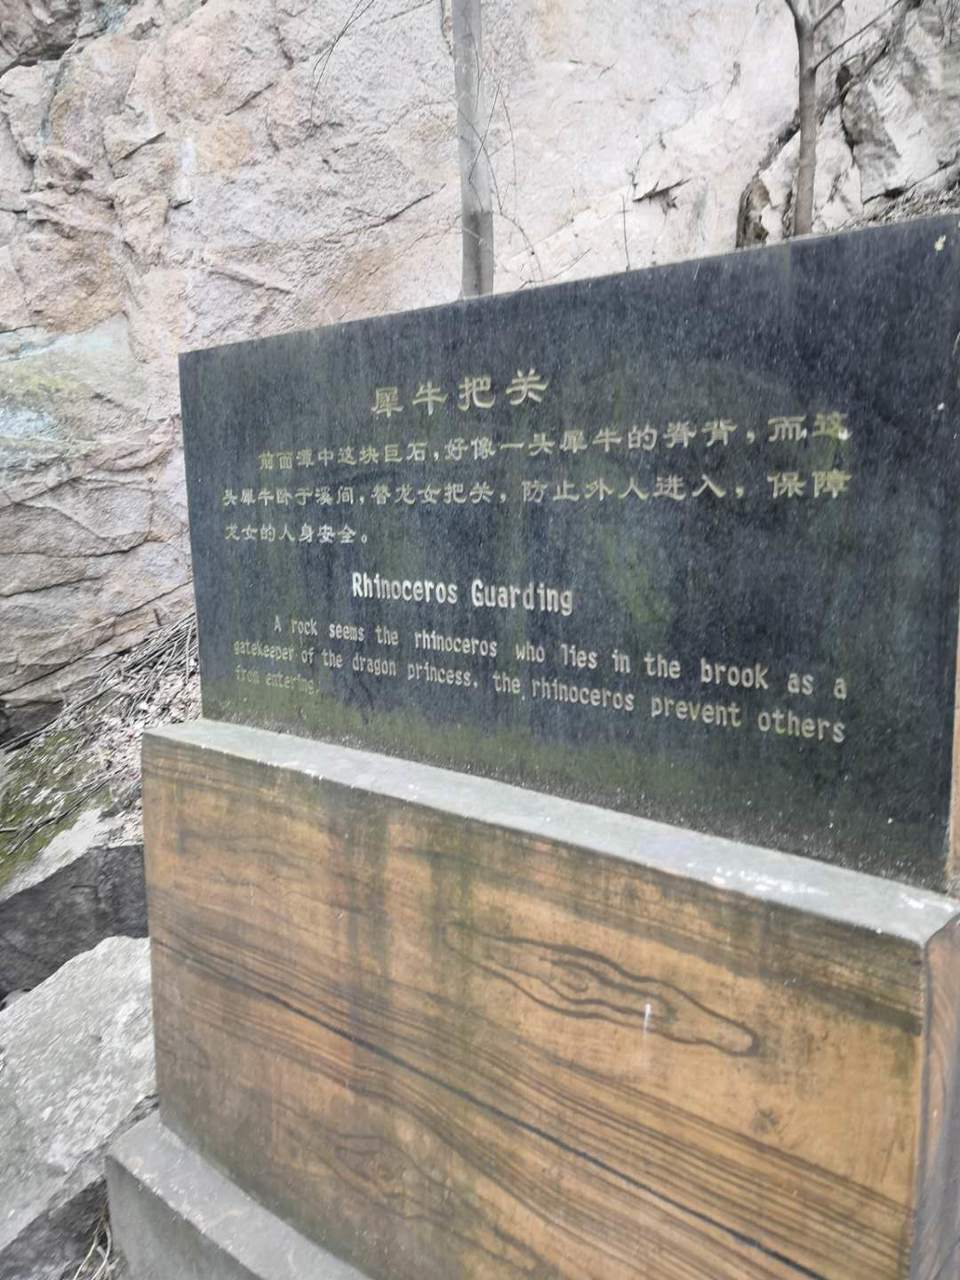 犀牛把关
前面潭中这块巨石，好像一头犀牛的脊背，而这
头犀牛卧于溪间，替龙女把关，防止外人进入，保障
龙女的人身安全。
Rhinoceros Guarding
A rock seems the rhinoceros who lies in the brook as a
gatekeeper of the dragon princess. the rhinoceros prevent others
from entering.